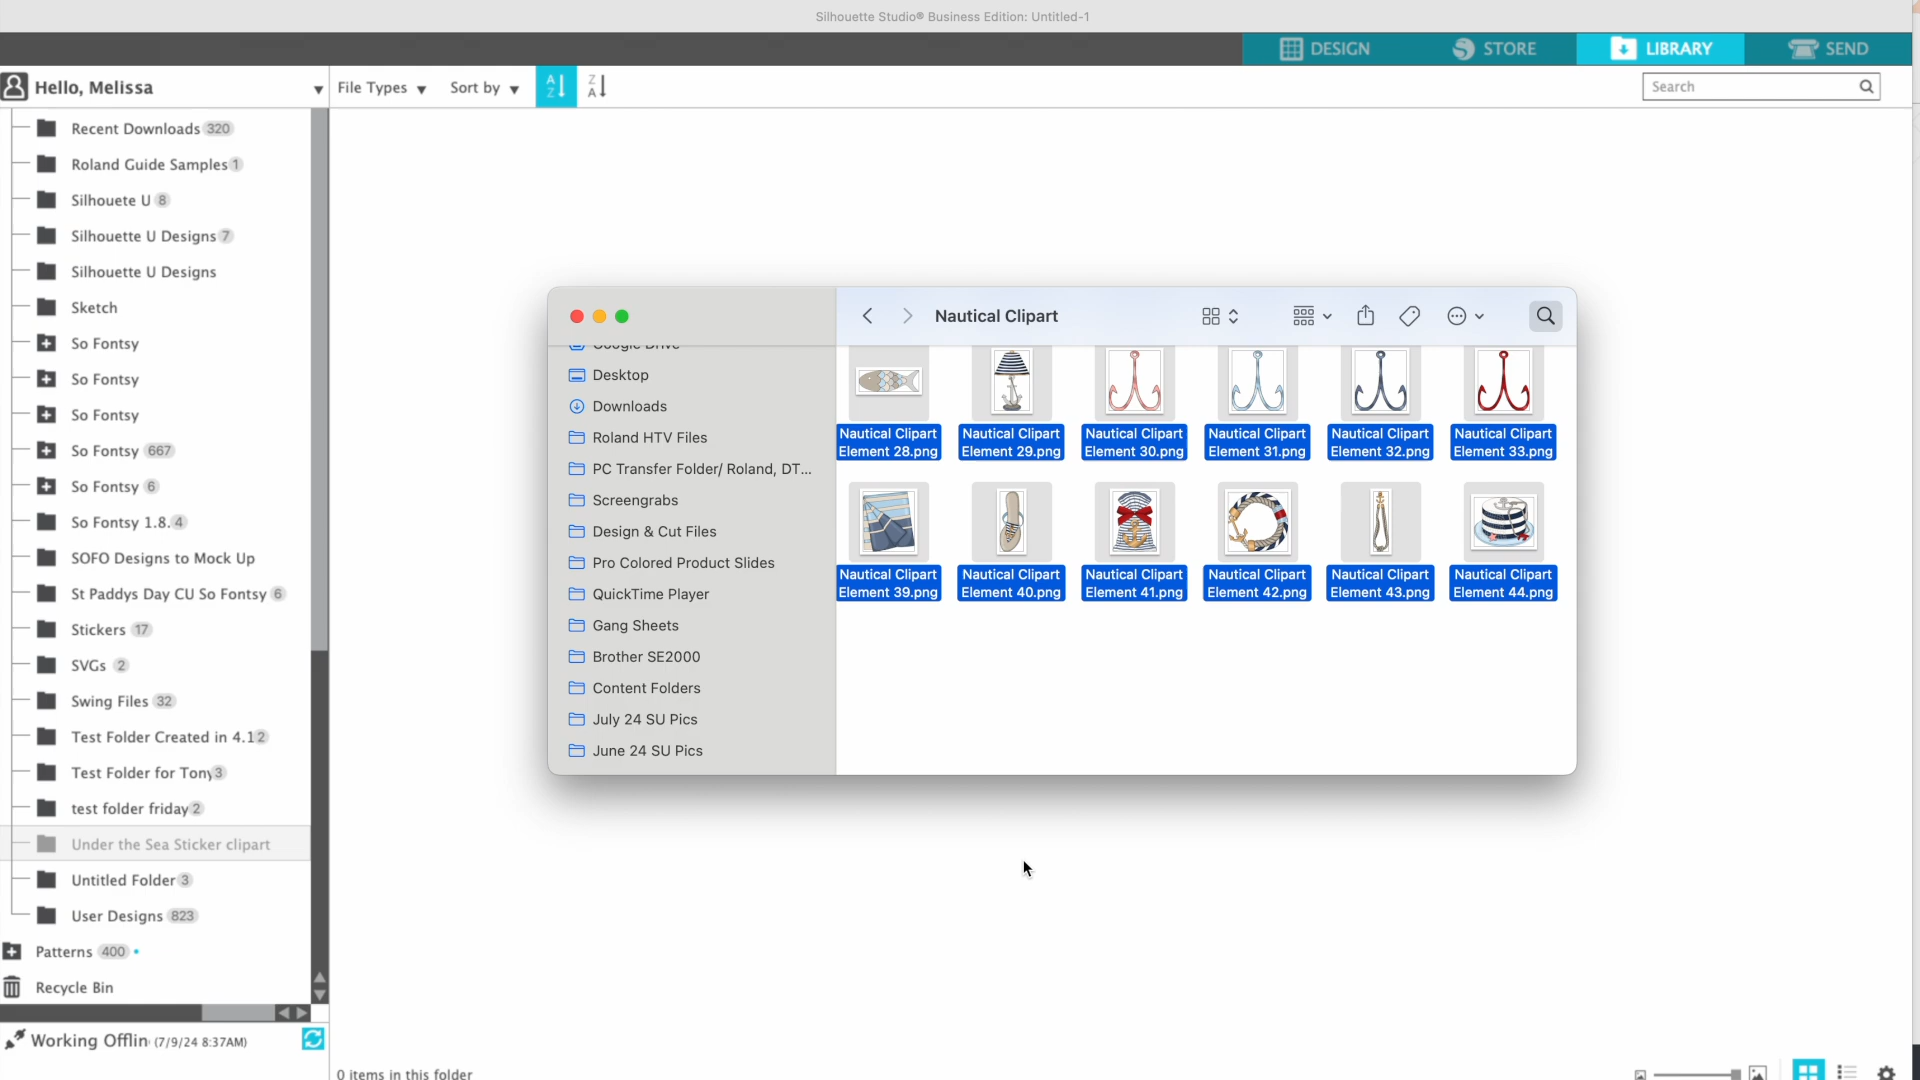 Silhouette Studio® Business Edition: Untitled-1
DESIGN
STORE
LIBRARY
SEND
Hello, Melissa
File Types
Sort by
A
Z
Z
A
Search
Recent Downloads 320
Roland Guide Samples 1
Silhouete U 8
Silhouette U Designs 7
Silhouette U Designs
Sketch
So Fontsy
So Fontsy
So Fontsy
So Fontsy 667
So Fontsy 6
So Fontsy 1.8. 4
SOFO Designs to Mock Up
St Paddys Day CU So Fontsy 6
Stickers 17
SVGs 2
Swing Files 32
Test Folder Created in 4.1 2
Test Folder for Tony 3
test folder friday 2
Under the Sea Sticker clipart
Untitled Folder 3
User Designs 823
Patterns 400
Recycle Bin
Working Offlin (7/9/24 8:37AM)
Nautical Clipart
Google Drive
Desktop
Downloads
Roland HTV Files
PC Transfer Folder/ Roland, DT...
Screengrabs
Design & Cut Files
Pro Colored Product Slides
QuickTime Player
Gang Sheets
Brother SE2000
Content Folders
July 24 SU Pics
June 24 SU Pics
Nautical Clipart
Element 28.png
Nautical Clipart
Element 29.png
Nautical Clipart
Element 30.png
Nautical Clipart
Element 31.png
Nautical Clipart
Element 32.png
Nautical Clipart
Element 33.png
Nautical Clipart
Element 39.png
Nautical Clipart
Element 40.png
Nautical Clipart
Element 41.png
Nautical Clipart
Element 42.png
Nautical Clipart
Element 43.png
Nautical Clipart
Element 44.png
0 items in this folder